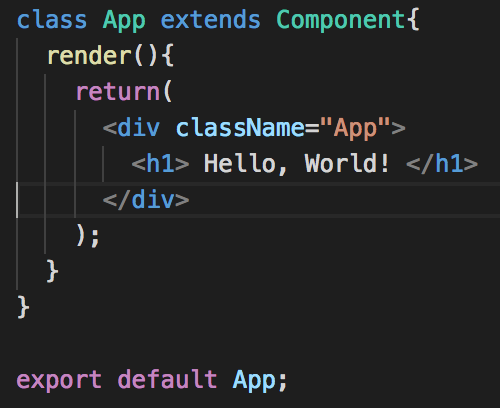 class App extends Component{
  render(){
    return(
      <div className="App">
        <h1> Hello, World! </h1>
      </div>
    );
  }
}

export default App;